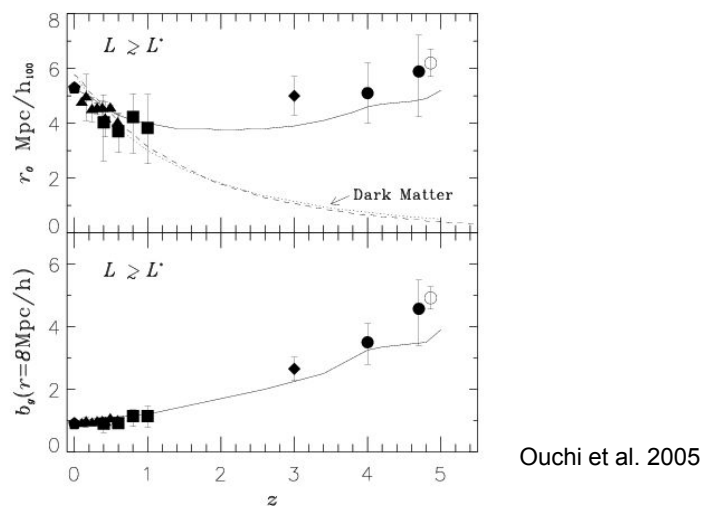 8
L ≳ L*
6
4
2
0
r₀ Mpc/h₁₀₀
Dark Matter
L ≳ L*
6
4
2
0
b_g(r=8Mpc/h)
0 1 2 3 4 5
z
Ouchi et al. 2005